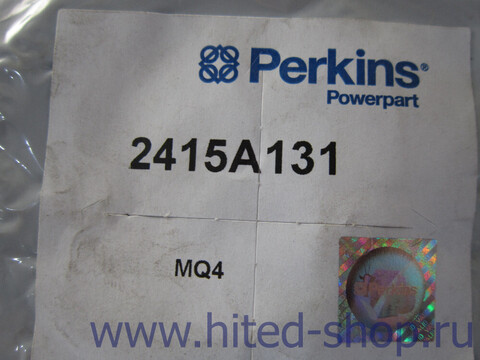 Perkins®
Powerpart
2415A131
MQ4
www.hited-shop.ru